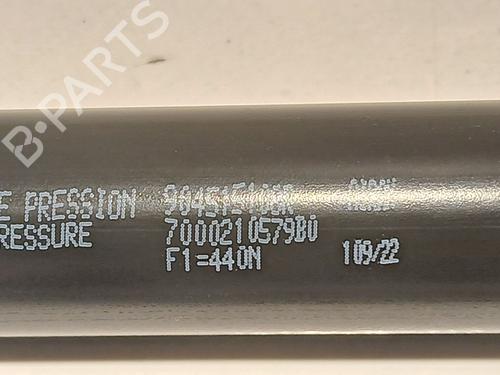 E PRESSION
RESSURE
7000210579B0
F1=440N
109/22
B-PARTS